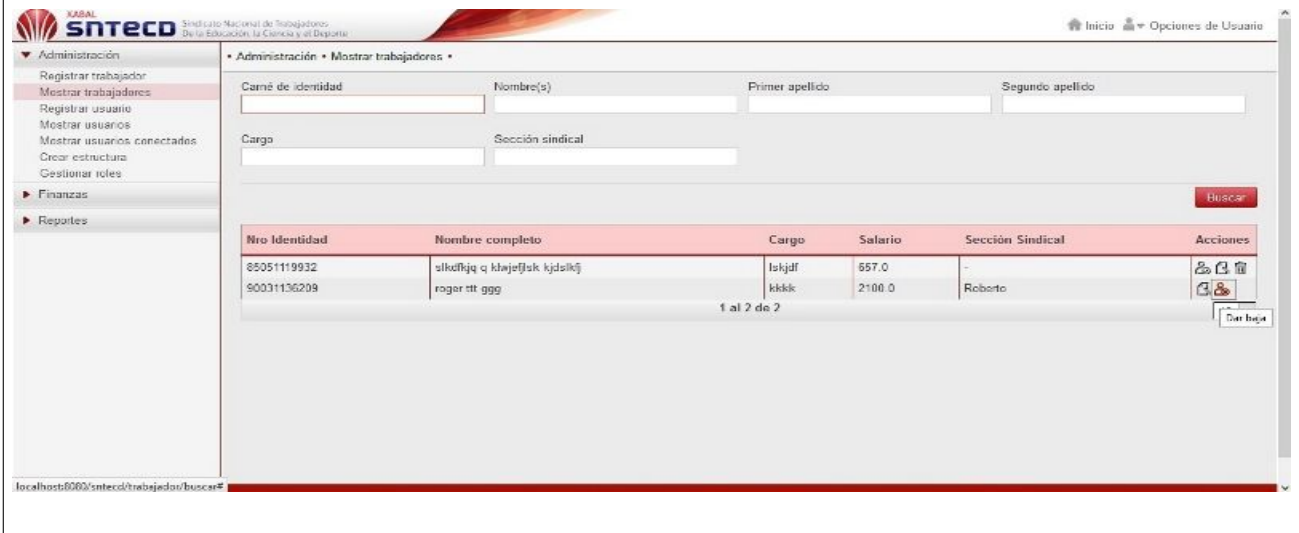 XABAL
SNTECD Sindicato Nacional de Trabajadores
De la Educación, la Ciencia y el Deporte
Inicio Opciones de Usuario
Administración
• Administración • Mostrar trabajadores •
Registrar trabajador
Mostrar trabajadores
Registrar usuario
Mostrar usuarios
Mostrar usuarios conectados
Crear estructura
Gestionar roles
Finanzas
Reportes
Carné de identidad Nombre(s) Primer apellido Segundo apellido
Cargo Sección sindical
Buscar
Nro Identidad Nombre completo Cargo Salario Sección Sindical Acciones
85051119932 lskjdf 657.0 -
90031136209 roger ttt ggg kkkk 2100.0 Roberto
1 al 2 de 2
Dar baja
localhost:8080/sntecd/trabajador/buscar#